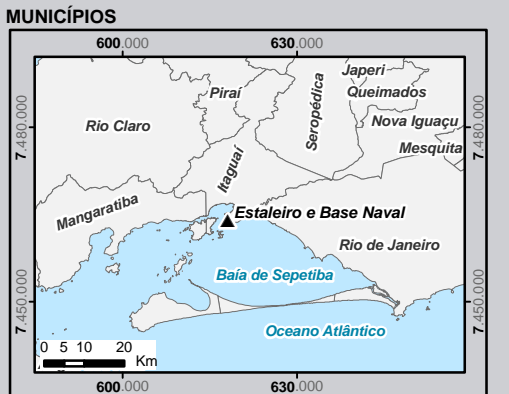 MUNICÍPIOS
600.000 630.000
Japeri
Piraí
Queimados
Seropédica
7.480.000
Nova Iguaçu
7.480.000
Rio Claro
Mesquita
Itaguaí
Mangaratiba
Estaleiro e Base Naval
Rio de Janeiro
Baía de Sepetiba
7.450.000
7.450.000
Oceano Atlântico
0 5 10 20
Km
600.000 630.000